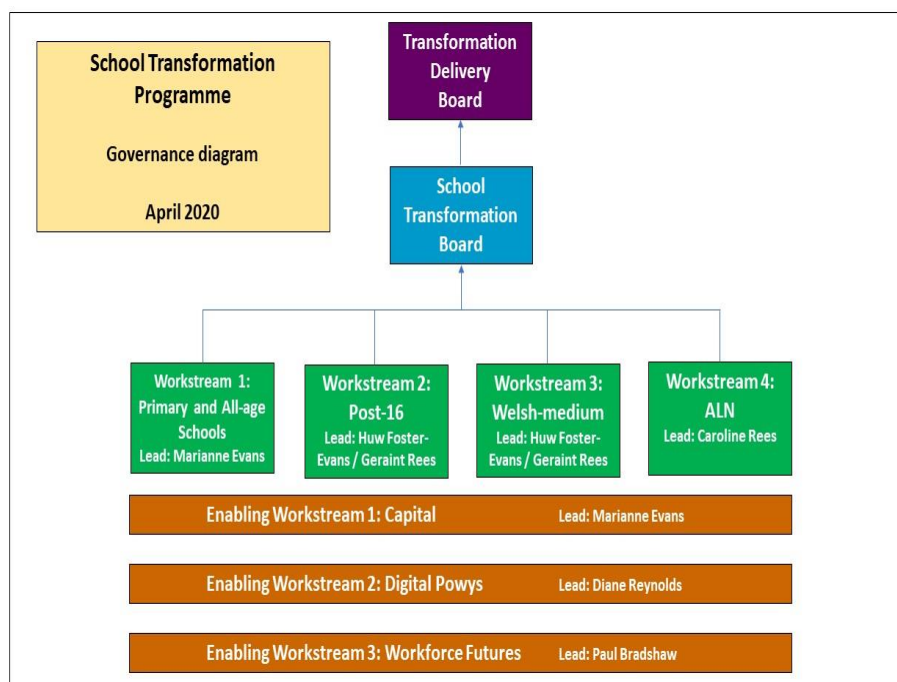 School Transformation
Programme
Governance diagram
April 2020
Transformation
Delivery
Board
School
Transformation
Board
Workstream 1:
Primary and All-age
Schools
Lead: Marianne Evans
Workstream 2:
Post-16
Lead: Huw Foster-
Evans / Geraint Rees
Workstream 3:
Welsh-medium
Lead: Huw Foster-
Evans / Geraint Rees
Workstream 4:
ALN
Lead: Caroline Rees
Enabling Workstream 1: Capital Lead: Marianne Evans
Enabling Workstream 2: Digital Powys Lead: Diane Reynolds
Enabling Workstream 3: Workforce Futures Lead: Paul Bradshaw